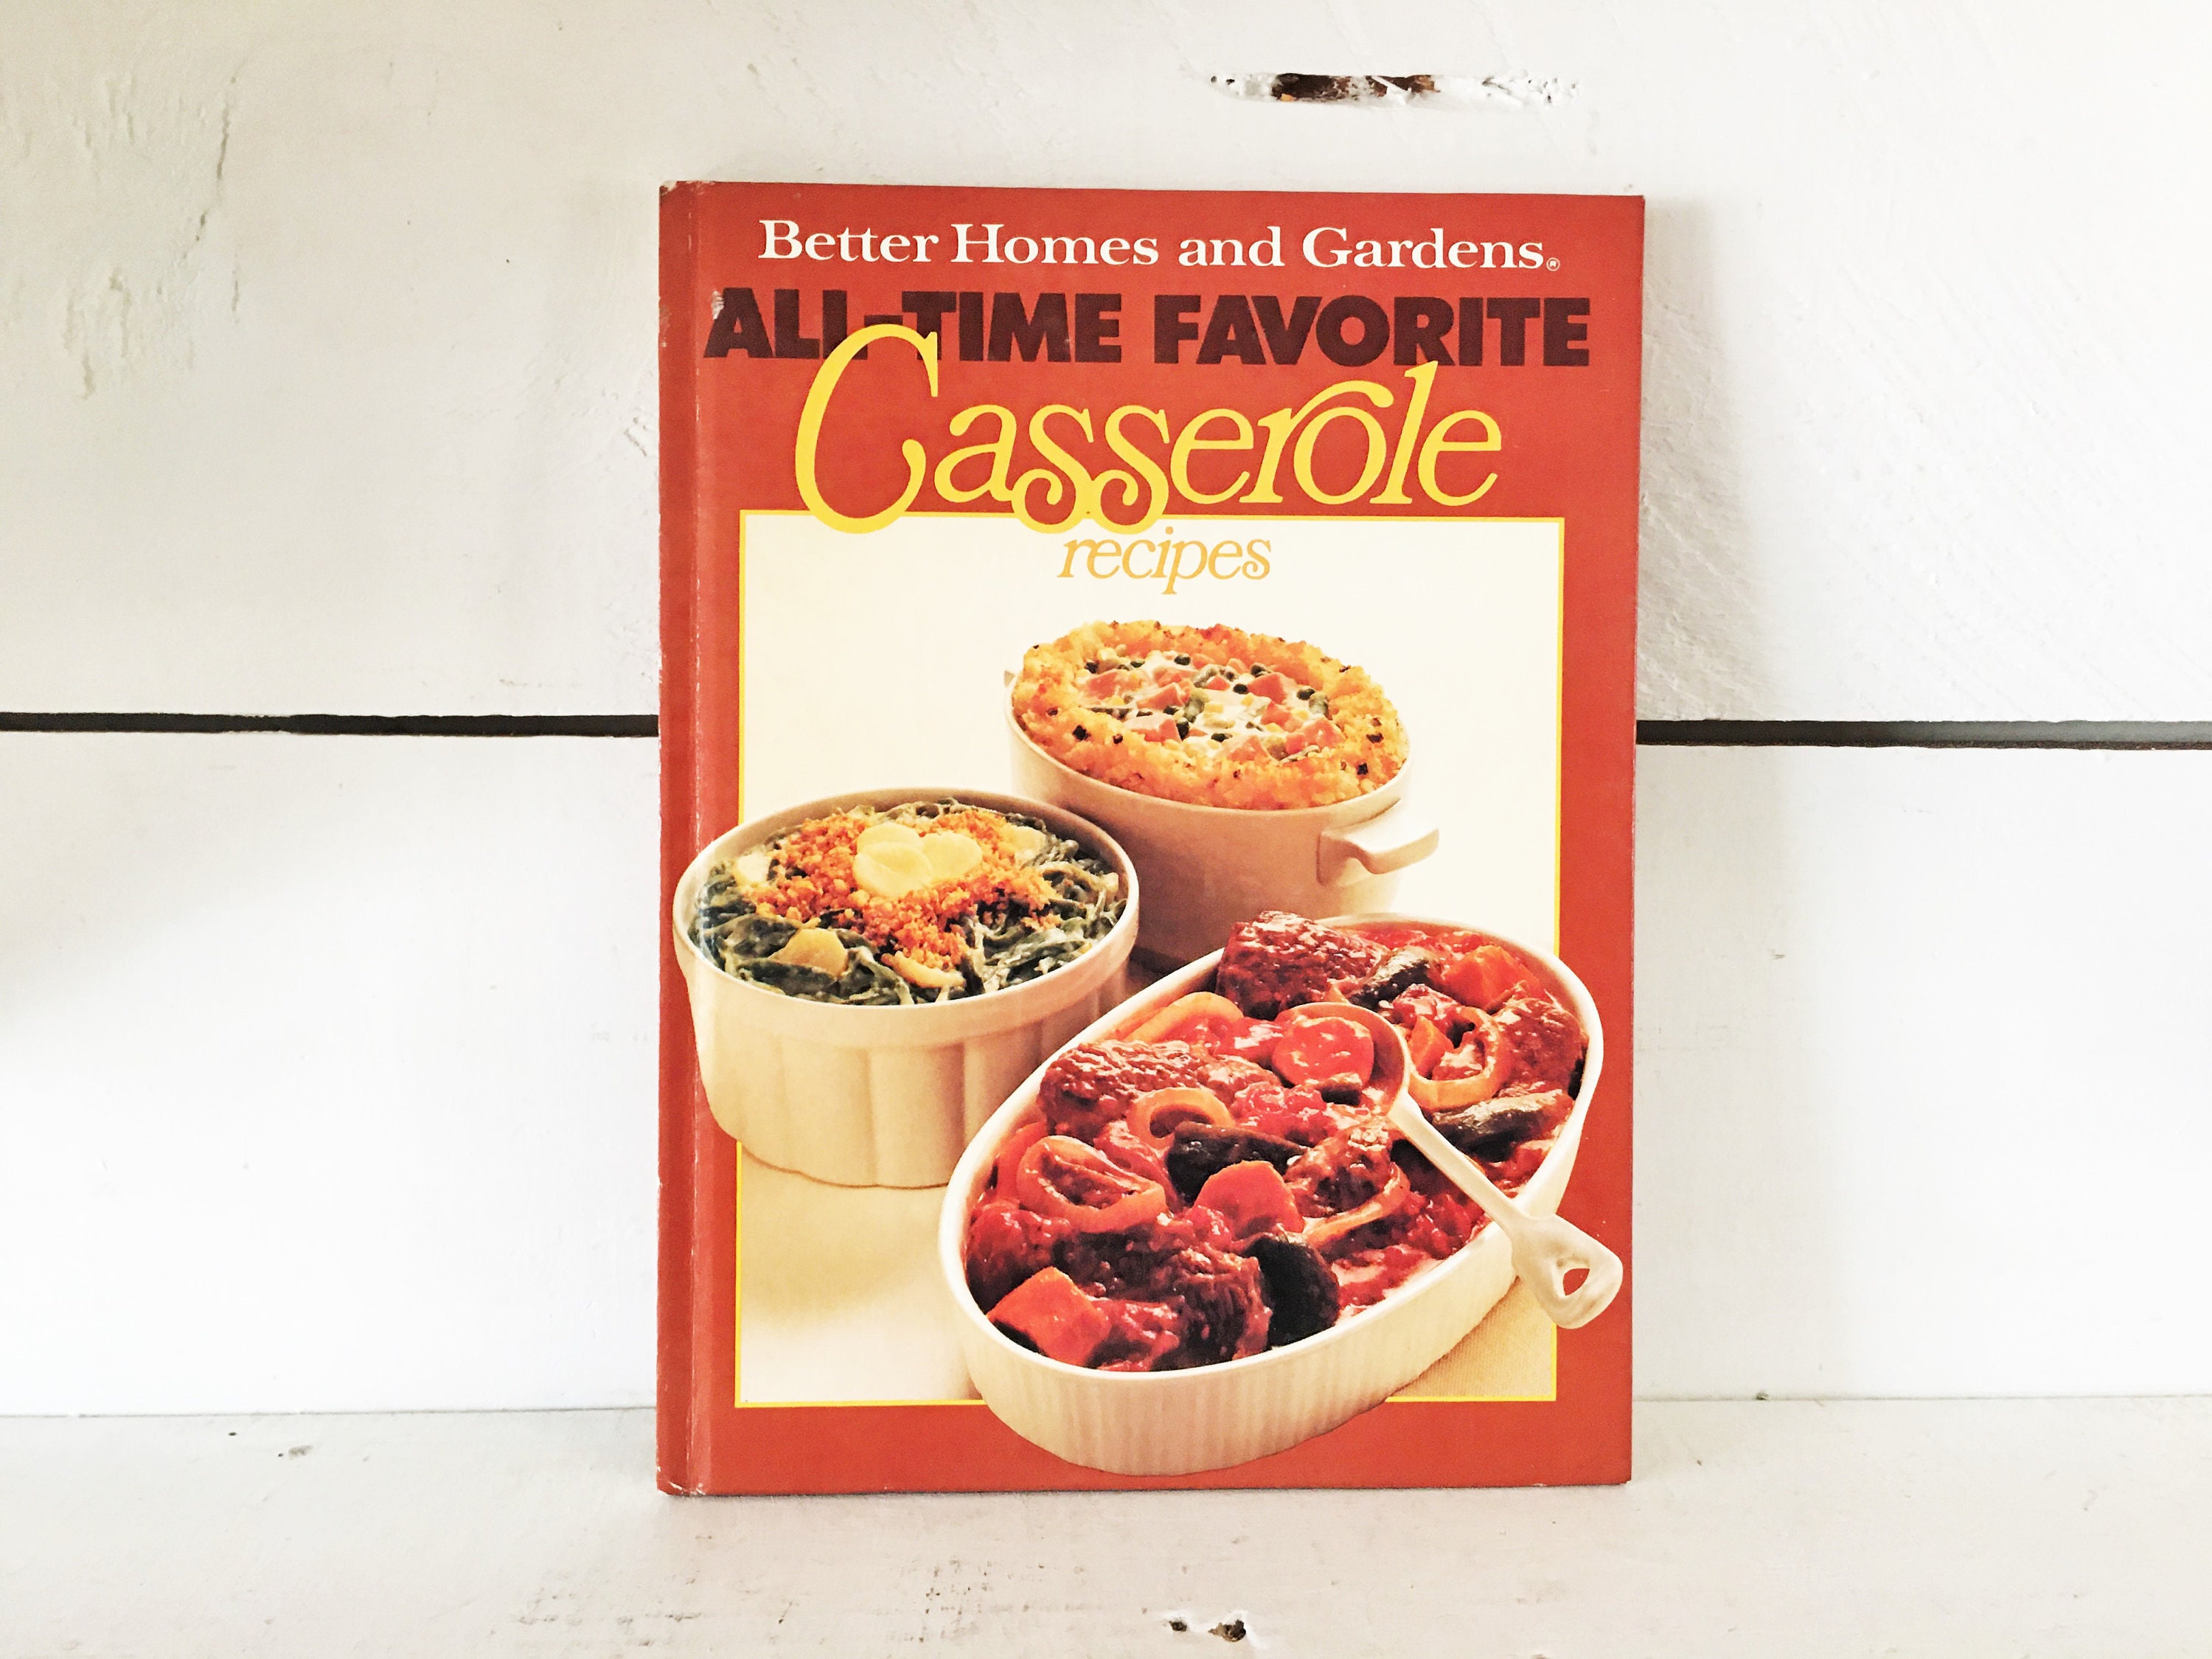 Better Homes and Gardens®
ALL-TIME FAVORITE
Casserole
recipes